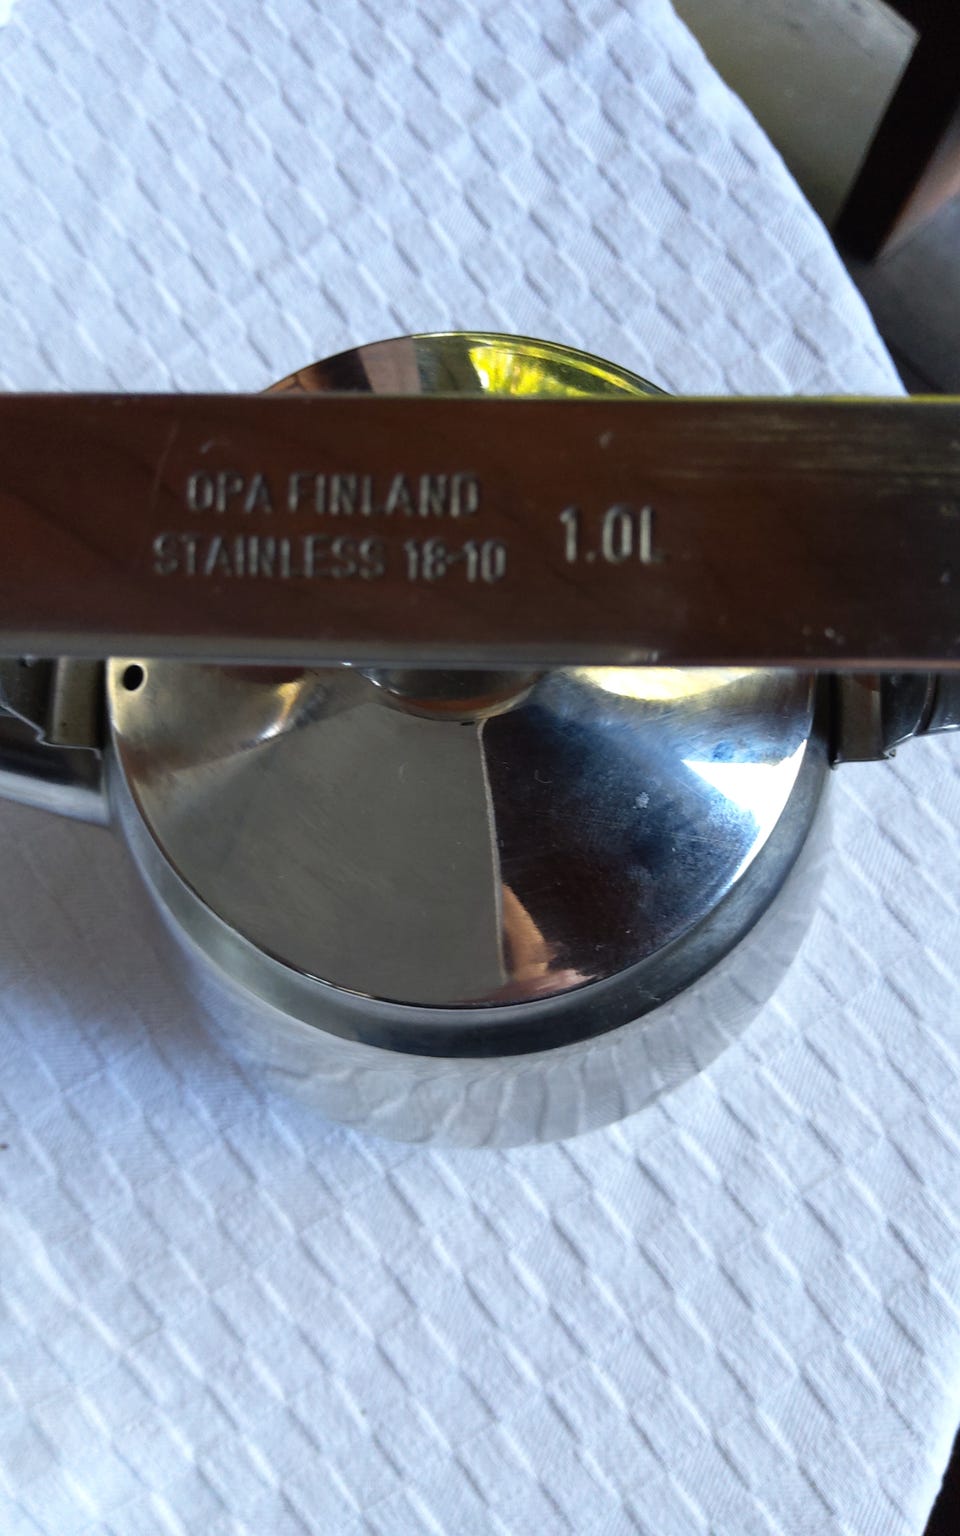 OPA FINLAND
STAINLESS 18-10
1.0L